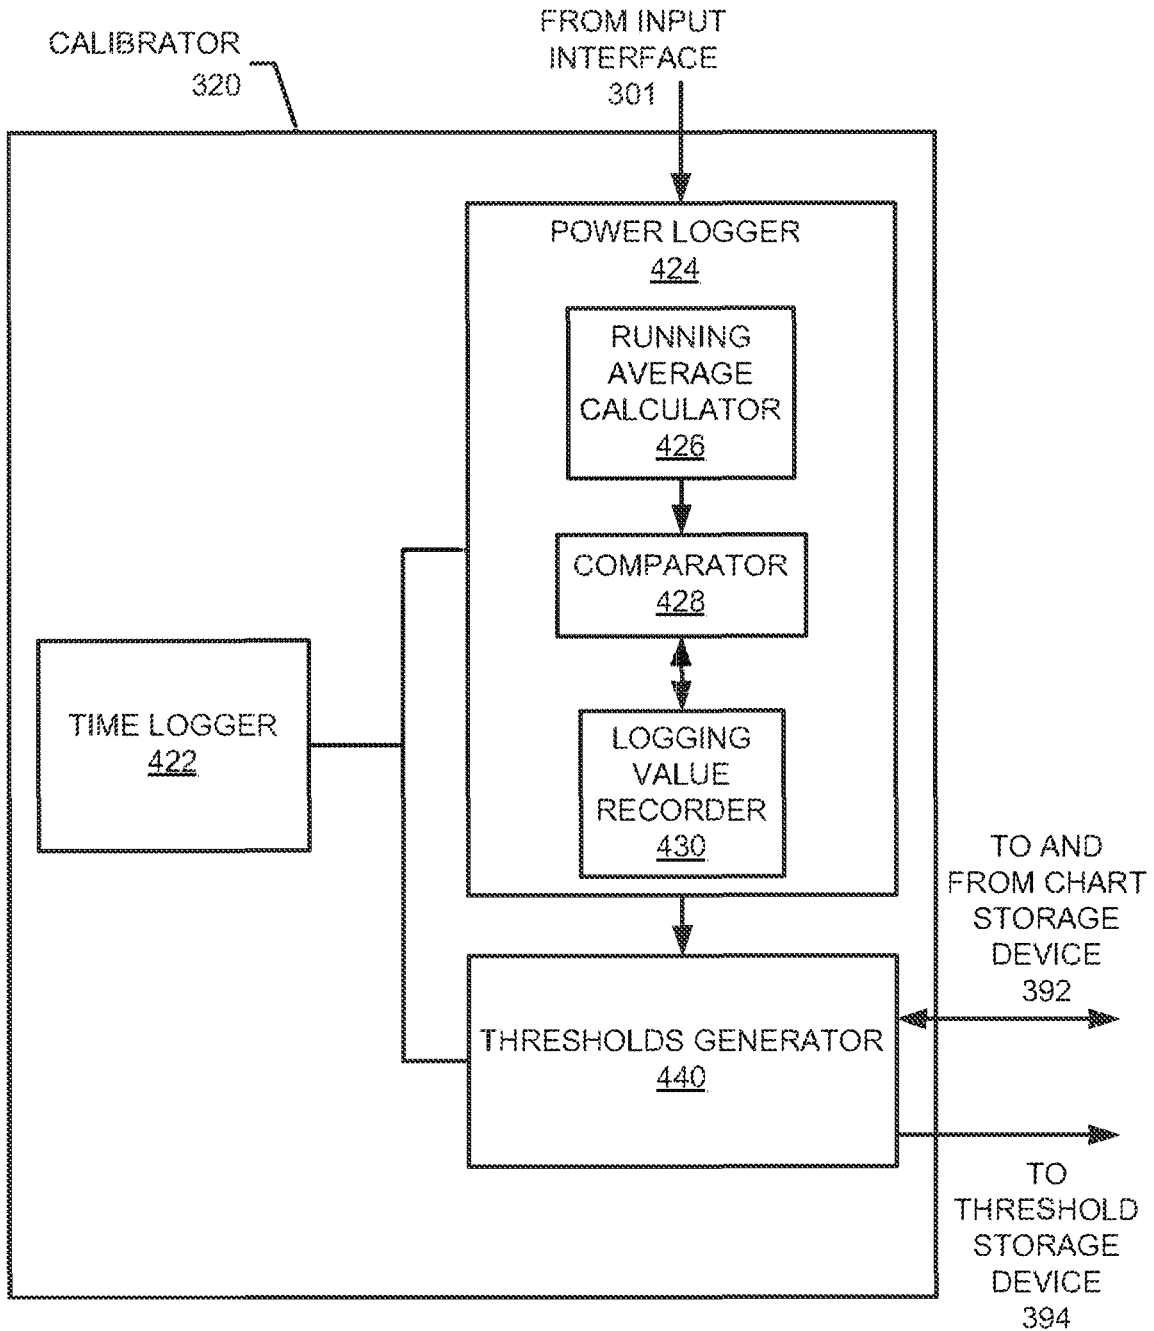 CALIBRATOR
320
FROM INPUT
INTERFACE
301
POWER LOGGER
424
RUNNING
AVERAGE
CALCULATOR
426
COMPARATOR
428
LOGGING
VALUE
RECORDER
430
TIME LOGGER
422
THRESHOLDS GENERATOR
440
TO AND
FROM CHART
STORAGE
DEVICE
392
TO
THRESHOLD
STORAGE
DEVICE
394